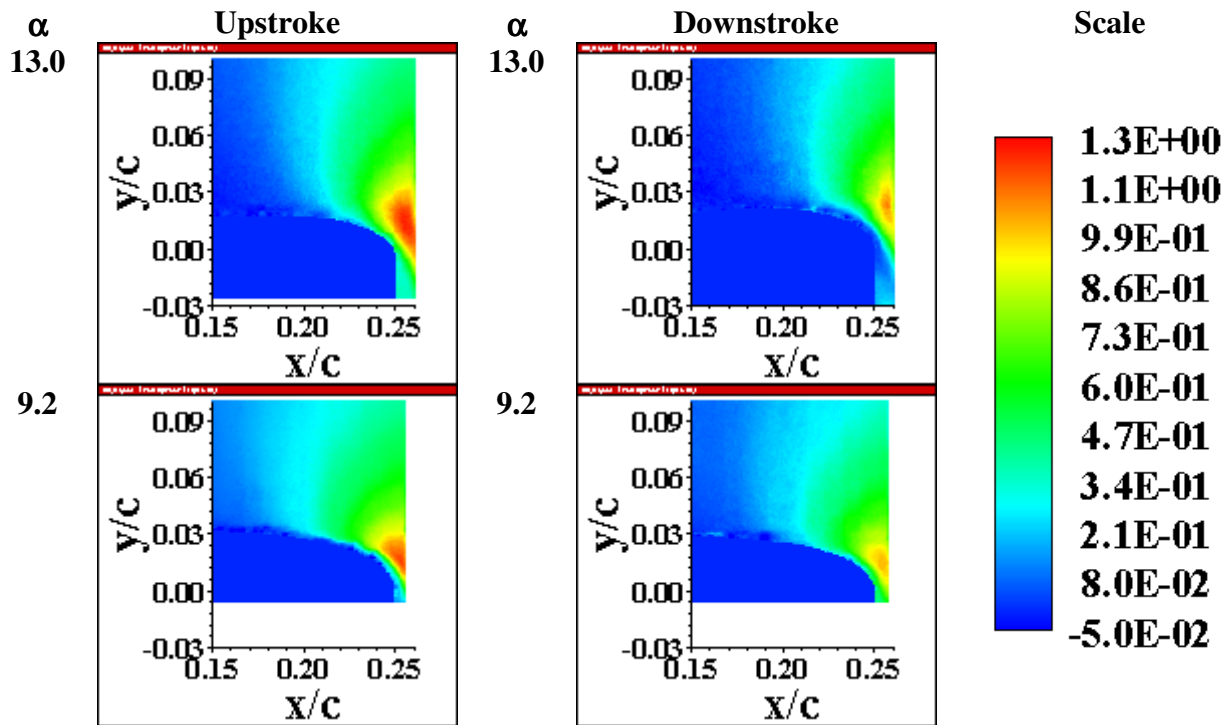 α Upstroke α Downstroke Scale
13.0 13.0
0.09
0.06
0.03
0.00
-0.03
y/c
0.15 0.20 0.25
x/c
0.09
0.06
0.03
0.00
-0.03
y/c
0.15 0.20 0.25
x/c
9.2 9.2
0.09
0.06
0.03
0.00
-0.03
y/c
0.15 0.20 0.25
x/c
0.09
0.06
0.03
0.00
-0.03
y/c
0.15 0.20 0.25
x/c
1.3E+00
1.1E+00
9.9E-01
8.6E-01
7.3E-01
6.0E-01
4.7E-01
3.4E-01
2.1E-01
8.0E-02
-5.0E-02